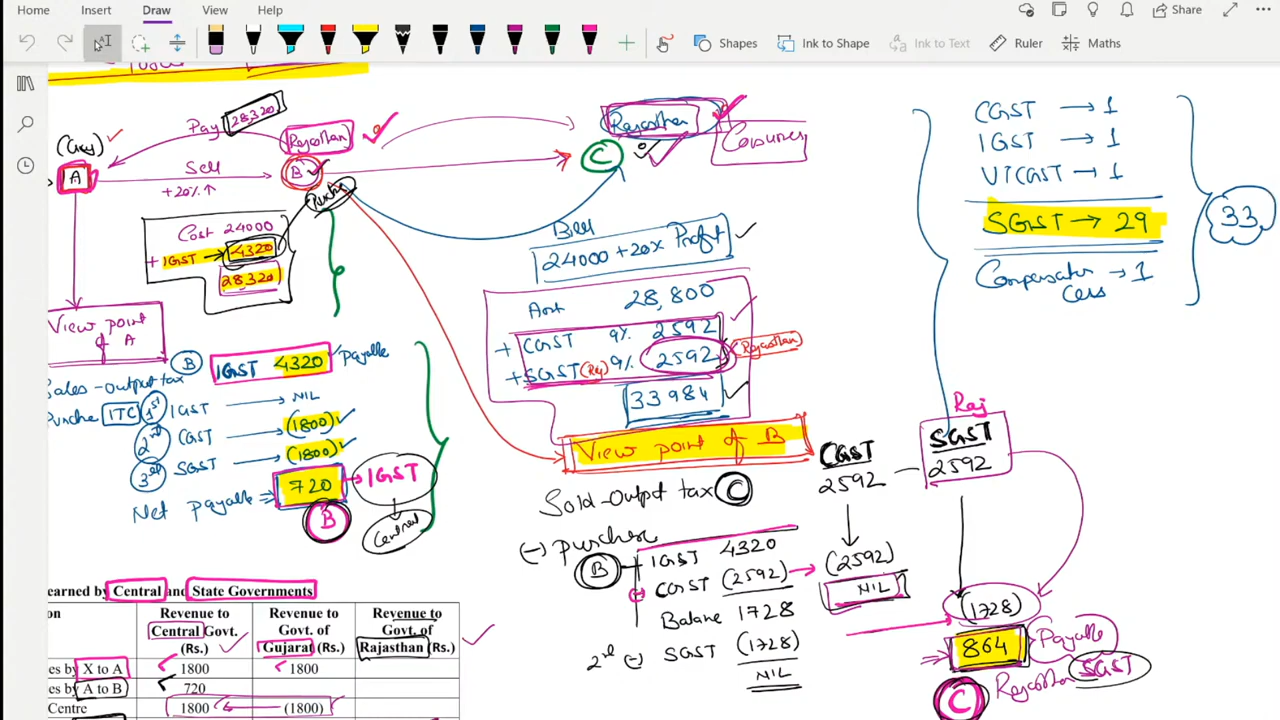 Home Insert Draw View Help
Share
Shapes Ink to Shape Ink to Text Ruler Maths
Pay 28,320
(Guj)
A
Sell
+20% ↑
Rajasthan
B
Cost 24000
+ IGST → 4320
28,320
Rajasthan
C
Consumer
Bill
24000 + 20% Profit
Amt 28,800
+ CGST 9% 2592
+ SGST (Raj) 9% 2592 Rajasthan
33984
CGST → 1
IGST → 1
UTGST → 1
SGST → 29
33
Compensation Cess → 1
View point of A
Sales - output tax B IGST 4320 Payable
Purchse ITC 1st IGST → NIL
2nd CGST → (1800)
3rd SGST → (1800)
Net payable ⇒ 720 → IGST
B
Central
View point of B
Sold - Output tax C
CGST
2592
Raj
SGST
2592
(-) purchase
B
IGST 4320
CGST (2592) → (2592)
NIL
Balance 1728
2nd (-) SGST (1728)
NIL
(1728)
864 Payable
C Rajasthan SGST
earned by Central and State Governments
on Revenue to Central Govt. (Rs.) Revenue to Govt. of Gujarat (Rs.) Revenue to Govt. of Rajasthan (Rs.)
es by X to A 1800 1800
es by A to B 720
Centre 1800 (1800)